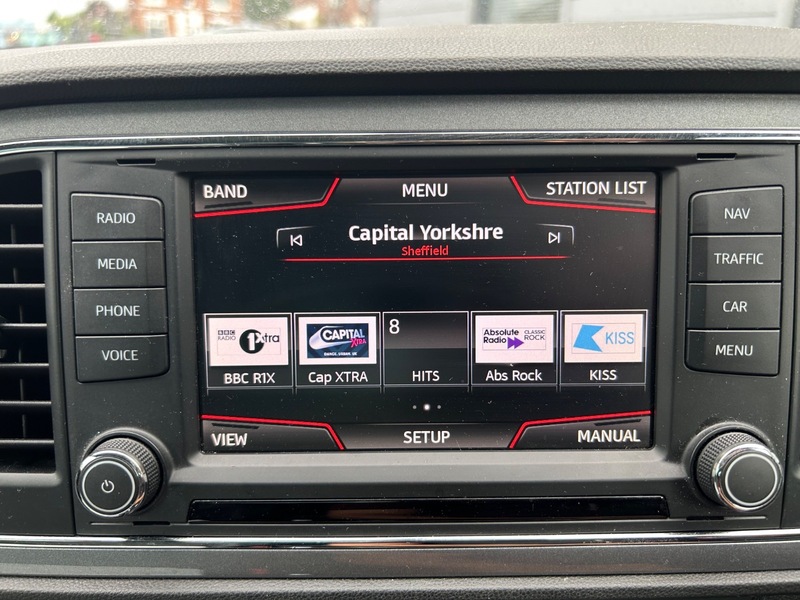 BAND
MENU
STATION LIST
RADIO
MEDIA
PHONE
VOICE
Capital Yorkshre
Sheffield
BBC
RADIO
1Xtra
BBC R1X
CAPITAL
XTRA
Cap XTRA
8
HITS
Absolute
Radio
CLASSIC
ROCK
Abs Rock
KISS
KISS
VIEW
SETUP
MANUAL
NAV
TRAFFIC
CAR
MENU